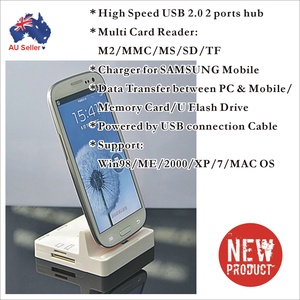 * High Speed USB 2.0 2 ports hub
* Multi Card Reader:
M2/MMC/MS/SD/TF
* Charger for SAMSUNG Mobile
* Data Transfer between PC & Mobile/
Memory Card/U Flash Drive
* Powered by USB connection Cable
* Support:
Win98/ME/2000/XP/7/MAC OS
AU Seller
NEW
PRODUCT